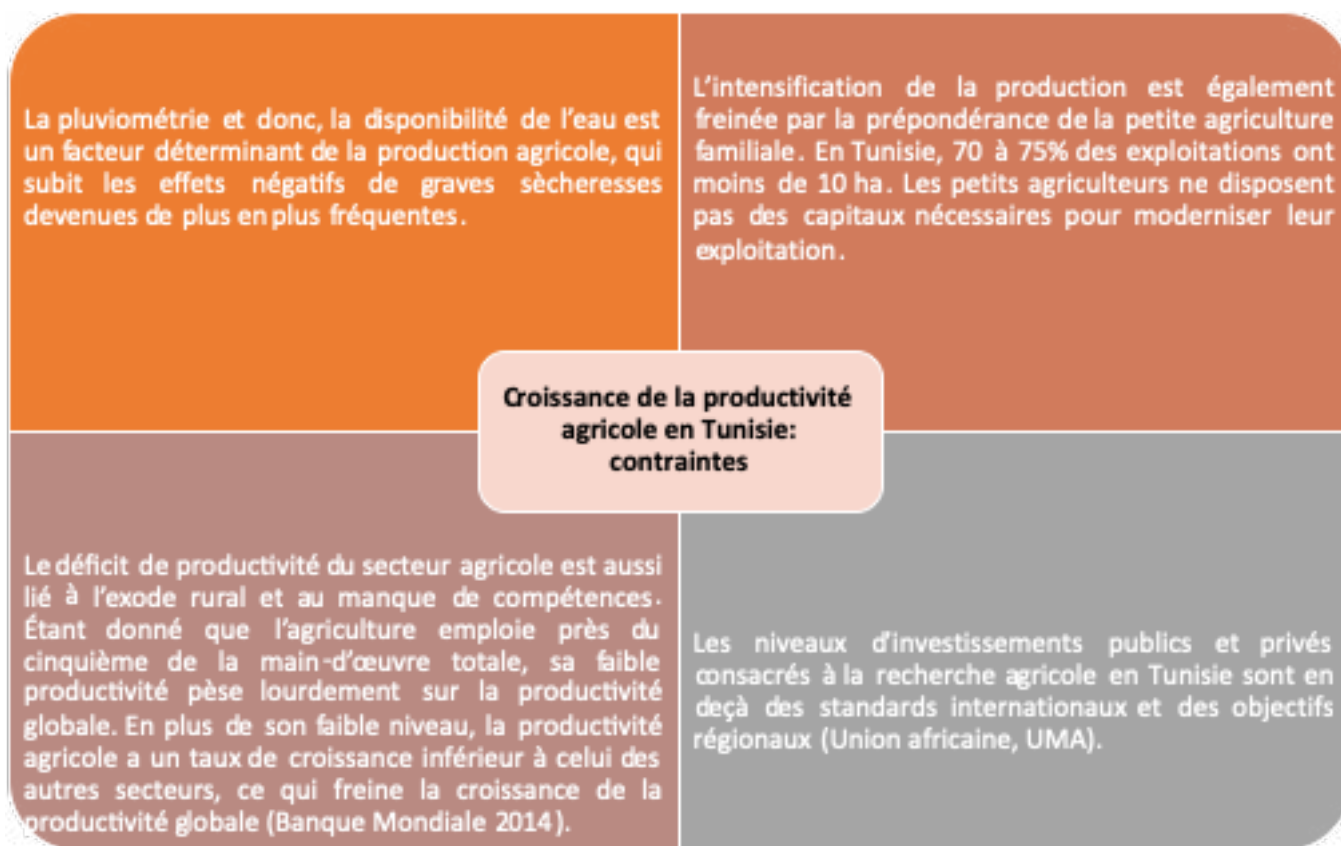 La pluviométrie et donc, la disponibilité de l'eau est
un facteur déterminant de la production agricole, qui
subit les effets négatifs de graves sècheresses
devenues de plus en plus fréquentes.
L'intensification de la production est également
freinée par la prépondérance de la petite agriculture
familiale. En Tunisie, 70 à 75% des exploitations ont
moins de 10 ha. Les petits agriculteurs ne disposent
pas des capitaux nécessaires pour moderniser leur
exploitation.
Croissance de la productivité
agricole en Tunisie:
contraintes
Le déficit de productivité du secteur agricole est aussi
lié à l'exode rural et au manque de compétences.
Étant donné que l'agriculture emploie près du
cinquième de la main-d'œuvre totale, sa faible
productivité pèse lourdement sur la productivité
globale. En plus de son faible niveau, la productivité
agricole a un taux de croissance inférieur à celui des
autres secteurs, ce qui freine la croissance de la
productivité globale (Banque Mondiale 2014).
Les niveaux d'investissements publics et privés
consacrés à la recherche agricole en Tunisie sont en
deçà des standards internationaux et des objectifs
régionaux (Union africaine, UMA).